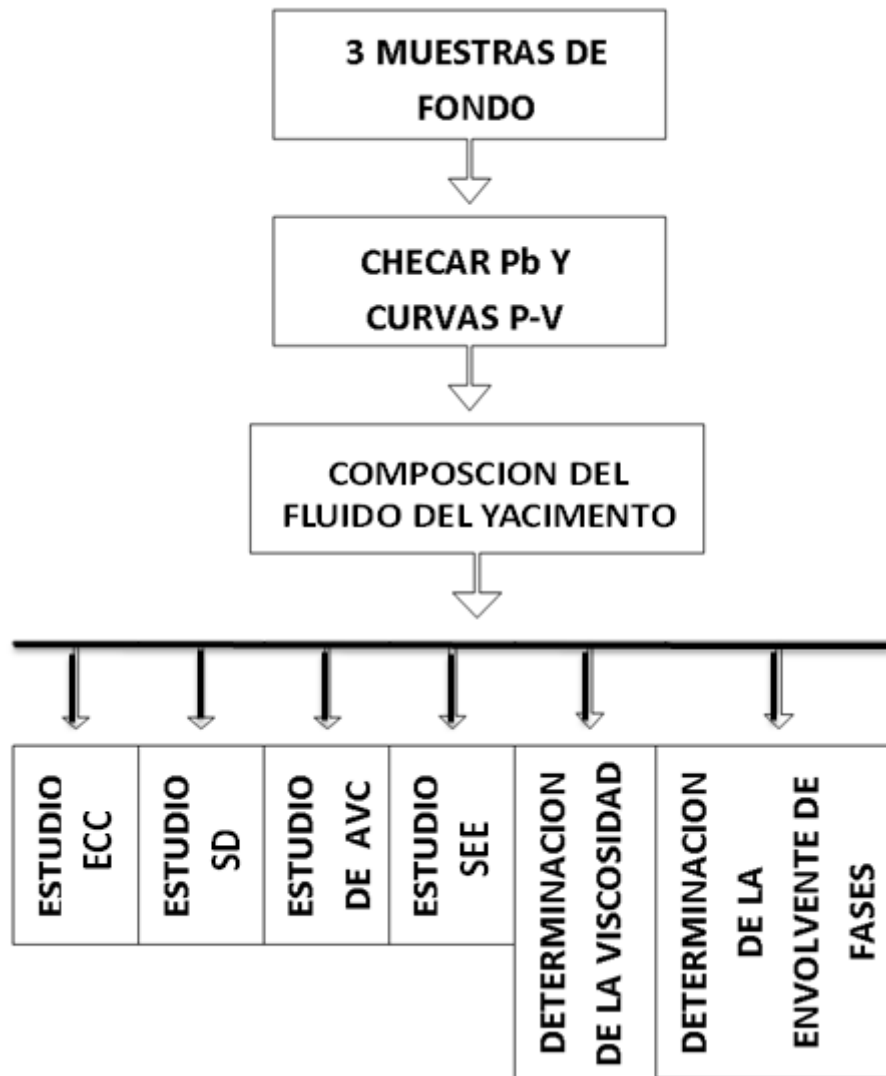 3 MUESTRAS DE
FONDO
CHECAR Pb Y
CURVAS P-V
COMPOSCION DEL
FLUIDO DEL YACIMENTO
ESTUDIO
ECC
ESTUDIO
SD
ESTUDIO
DE AVC
ESTUDIO
SEE
DETERMINACION
DE LA VISCOSIDAD
DETERMINACION
DE LA
ENVOLVENTE DE
FASES